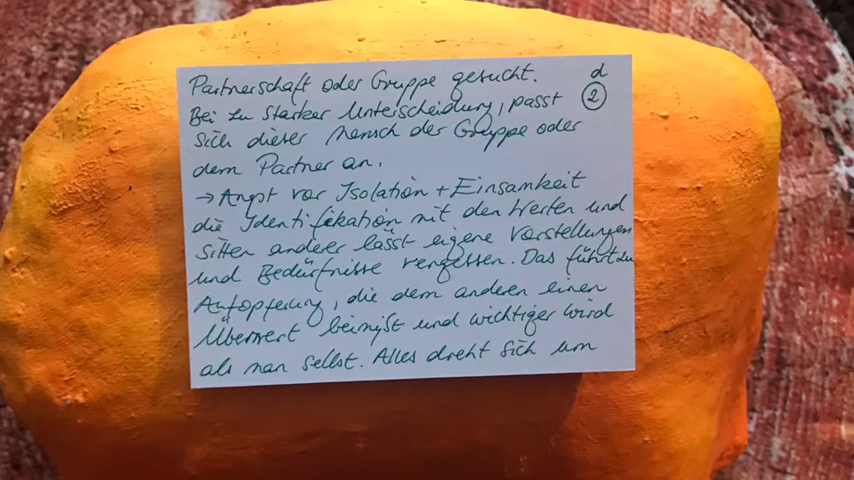 Partnerschaft oder Gruppe gesucht. d
Bei zu starker Unterscheidung, passt ②
sich dieser Mensch der Gruppe oder
dem Partner an.
→ Angst vor Isolation + Einsamkeit
die Identifikation mit den Werten und
Sitten anderer lässt eigene Vorstellungen
und Bedürfnisse vergessen. Das führt zu
Aufopferung, die dem anderen einen
Überwert beimißt und wichtiger wird
als man selbst. Alles dreht sich um